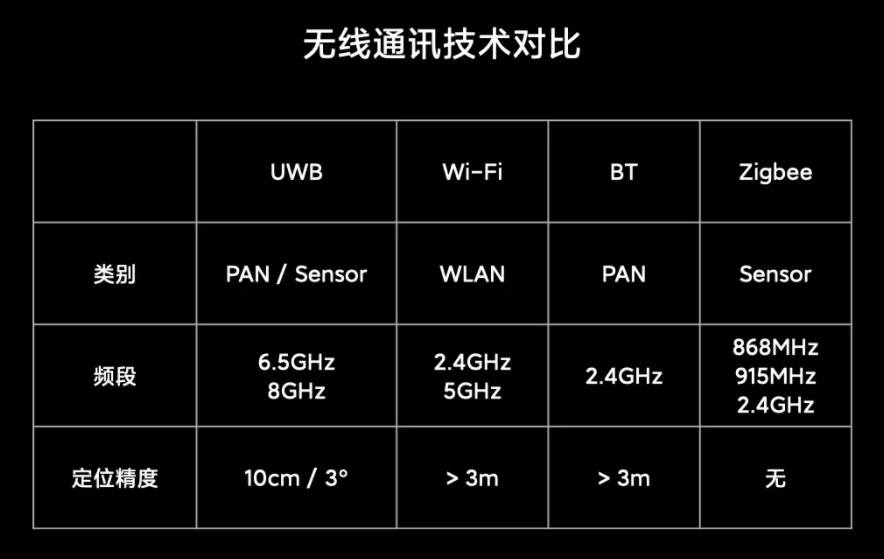 无线通讯技术对比
UWB Wi-Fi BT Zigbee
类别 PAN / Sensor WLAN PAN Sensor
频段 6.5GHz 8GHz 2.4GHz 5GHz 2.4GHz 868MHz 915MHz 2.4GHz
定位精度 10cm / 3° > 3m > 3m 无